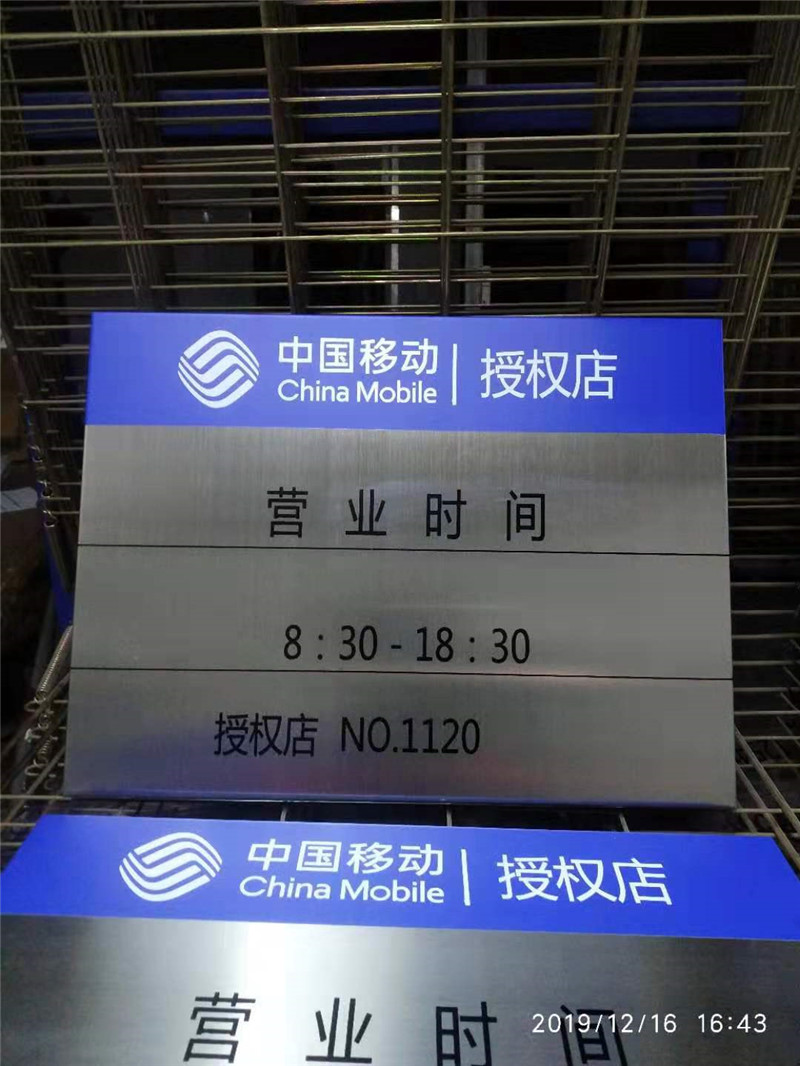 中国移动 授权店
China Mobile
营业时间
8:30-18:30
授权店 NO.1120
中国移动 授权店
China Mobile
营业时间
2019/12/16 16:43